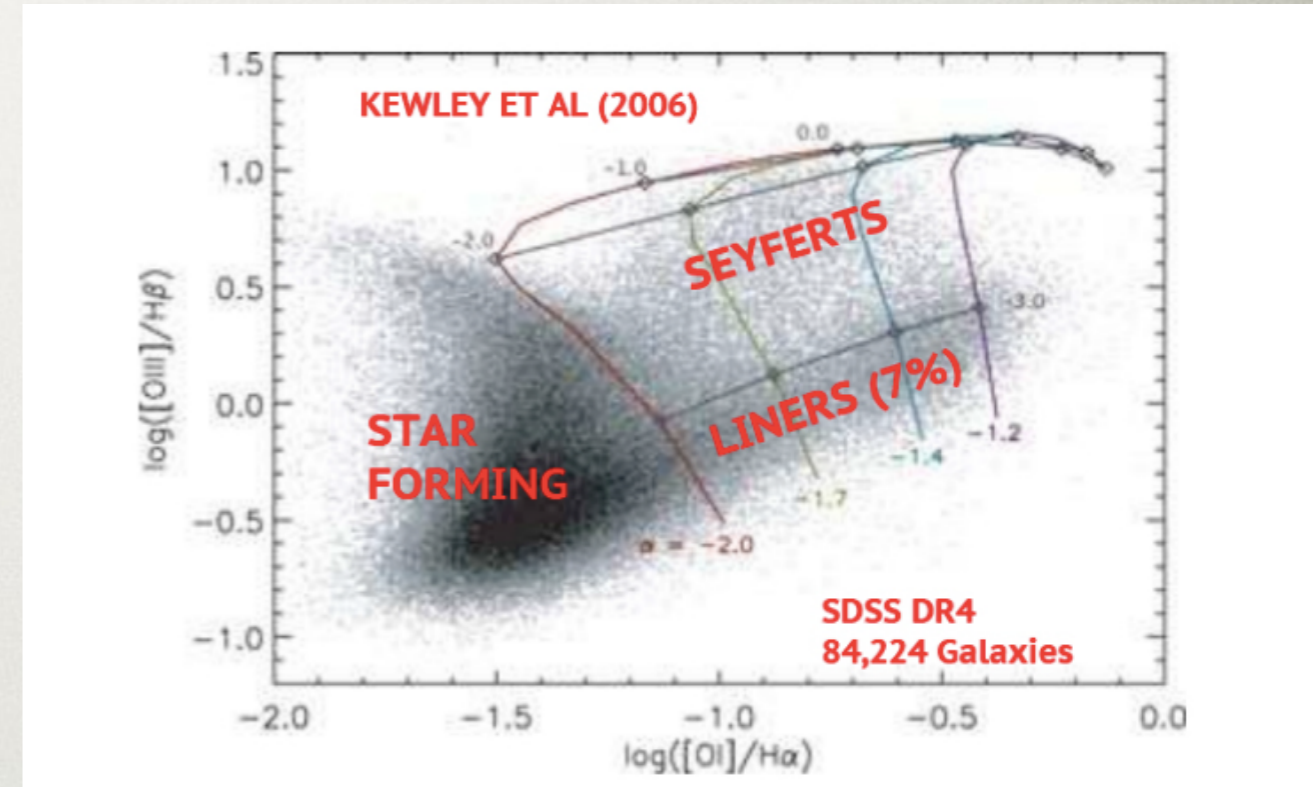 1.5
KEWLEY ET AL (2006)
0.0
-1.0
1.0
-2.0
SEYFERTS
0.5
-3.0
log([OIII]/Hβ)
0.0
LINERS (7%)
STAR
FORMING
-1.2
-1.4
-1.7
−0.5
α = -2.0
SDSS DR4
84,224 Galaxies
−1.0
−2.0 −1.5 −1.0 −0.5 0.0
log([OI]/Hα)